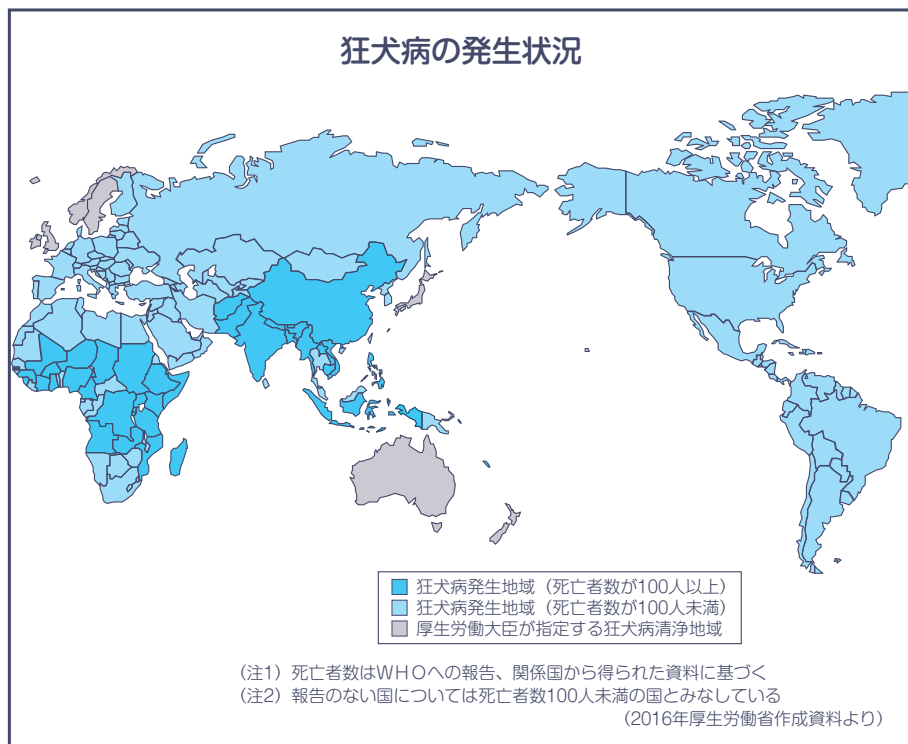 狂犬病の発生状況
狂犬病発生地域（死亡者数が100人以上）
狂犬病発生地域（死亡者数が100人未満）
厚生労働大臣が指定する狂犬病清浄地域
（注1）死亡者数はWHOへの報告、関係国から得られた資料に基づく
（注2）報告のない国については死亡者数100人未満の国とみなしている
（2016年厚生労働省作成資料より）